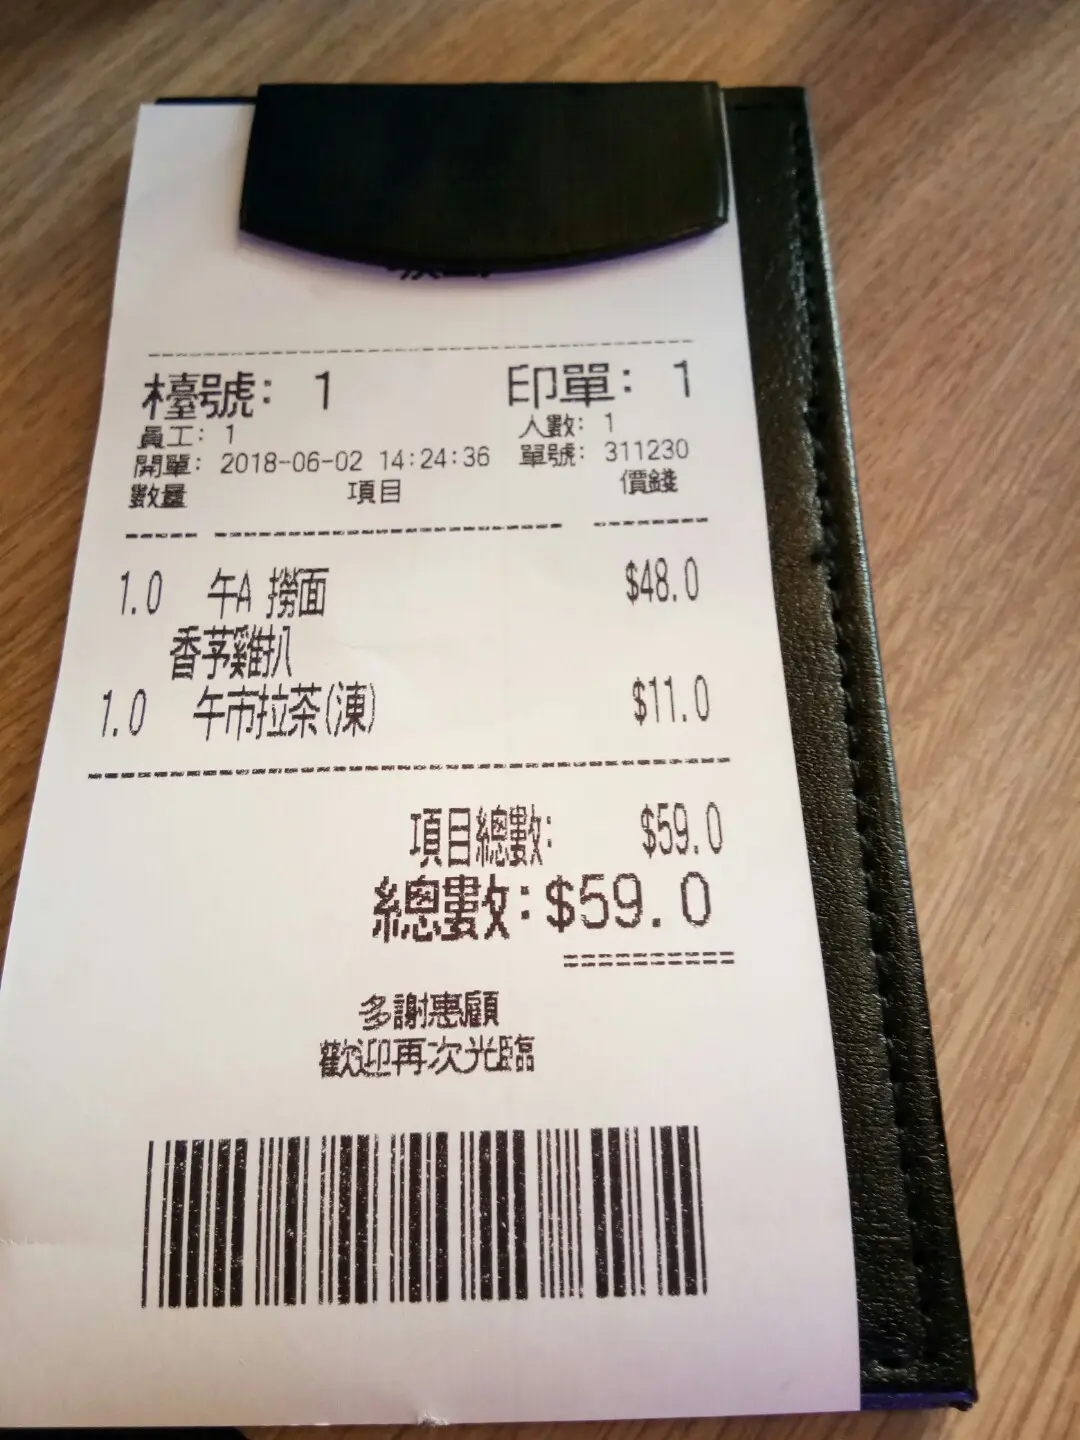 檯號: 1 印單: 1
員工: 1 人數: 1
開單: 2018-06-02 14:24:36 單號: 311230
數量 項目 價錢
1.0 午A 撈面 $48.0
香茅雞扒
1.0 午市拉茶(凍) $11.0
項目總數: $59.0
總數: $59.0
多謝惠顧
歡迎再次光臨